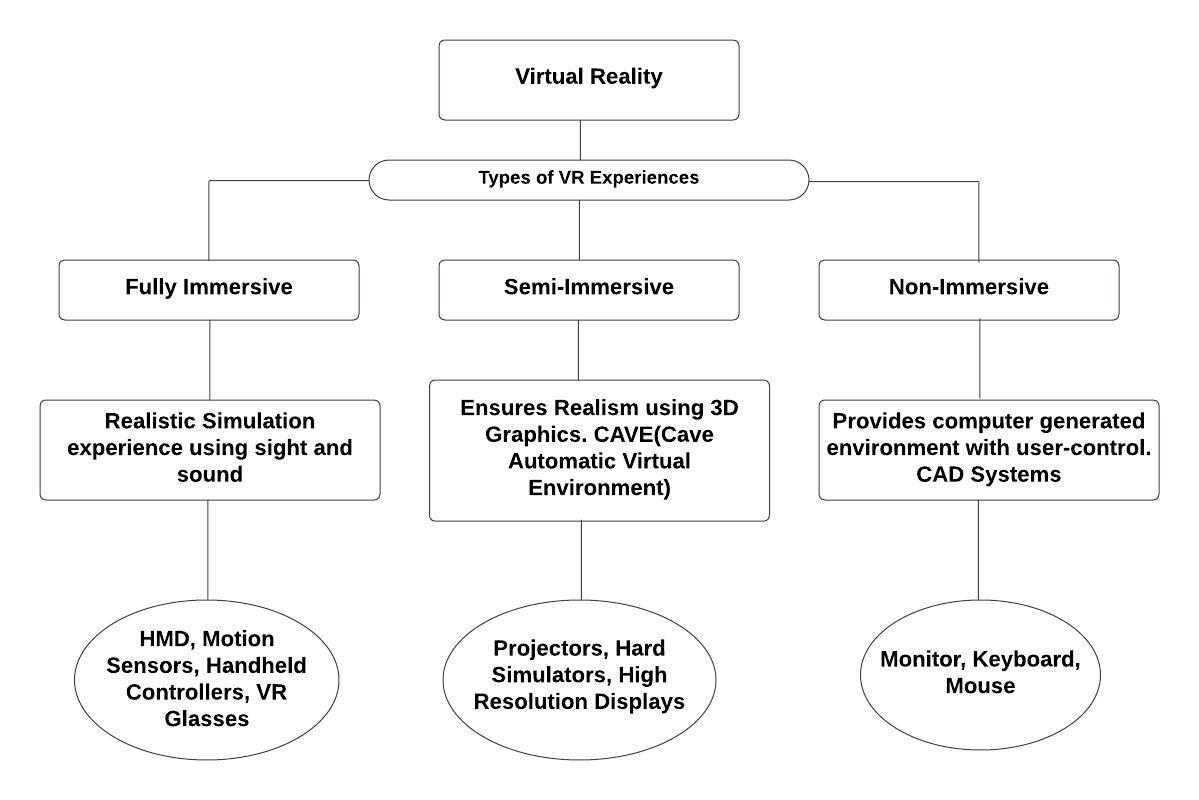 Virtual Reality
Types of VR Experiences
Fully Immersive
Semi-Immersive
Non-Immersive
Realistic Simulation
experience using sight and
sound
Ensures Realism using 3D
Graphics. CAVE(Cave
Automatic Virtual
Environment)
Provides computer generated
environment with user-control.
CAD Systems
HMD, Motion
Sensors, Handheld
Controllers, VR
Glasses
Projectors, Hard
Simulators, High
Resolution Displays
Monitor, Keyboard,
Mouse